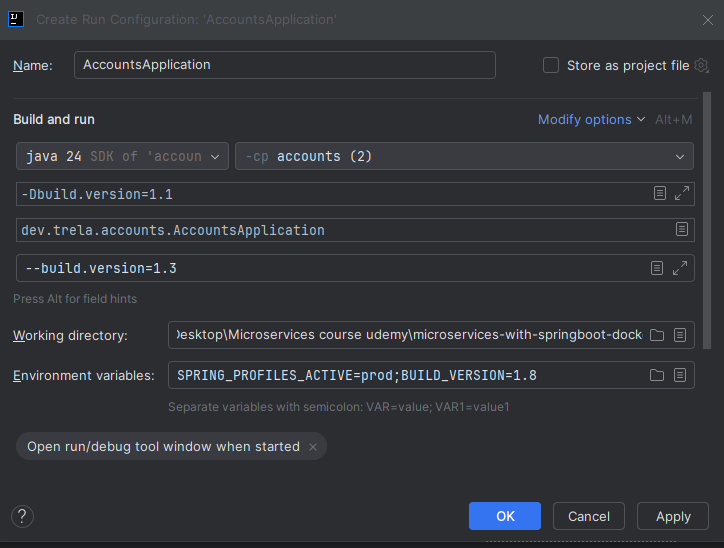 Create Run Configuration: 'AccountsApplication'
Name: AccountsApplication Store as project file
Build and run Modify options Alt+M
java 24 SDK of 'accoun -cp accounts (2)
-Dbuild.version=1.1
dev.trela.accounts.AccountsApplication
--build.version=1.3
Press Alt for field hints
Working directory: Desktop\Microservices course udemy\microservices-with-springboot-dock
Environment variables: SPRING_PROFILES_ACTIVE=prod;BUILD_VERSION=1.8
Separate variables with semicolon: VAR=value; VAR1=value1
Open run/debug tool window when started ×
? OK Cancel Apply